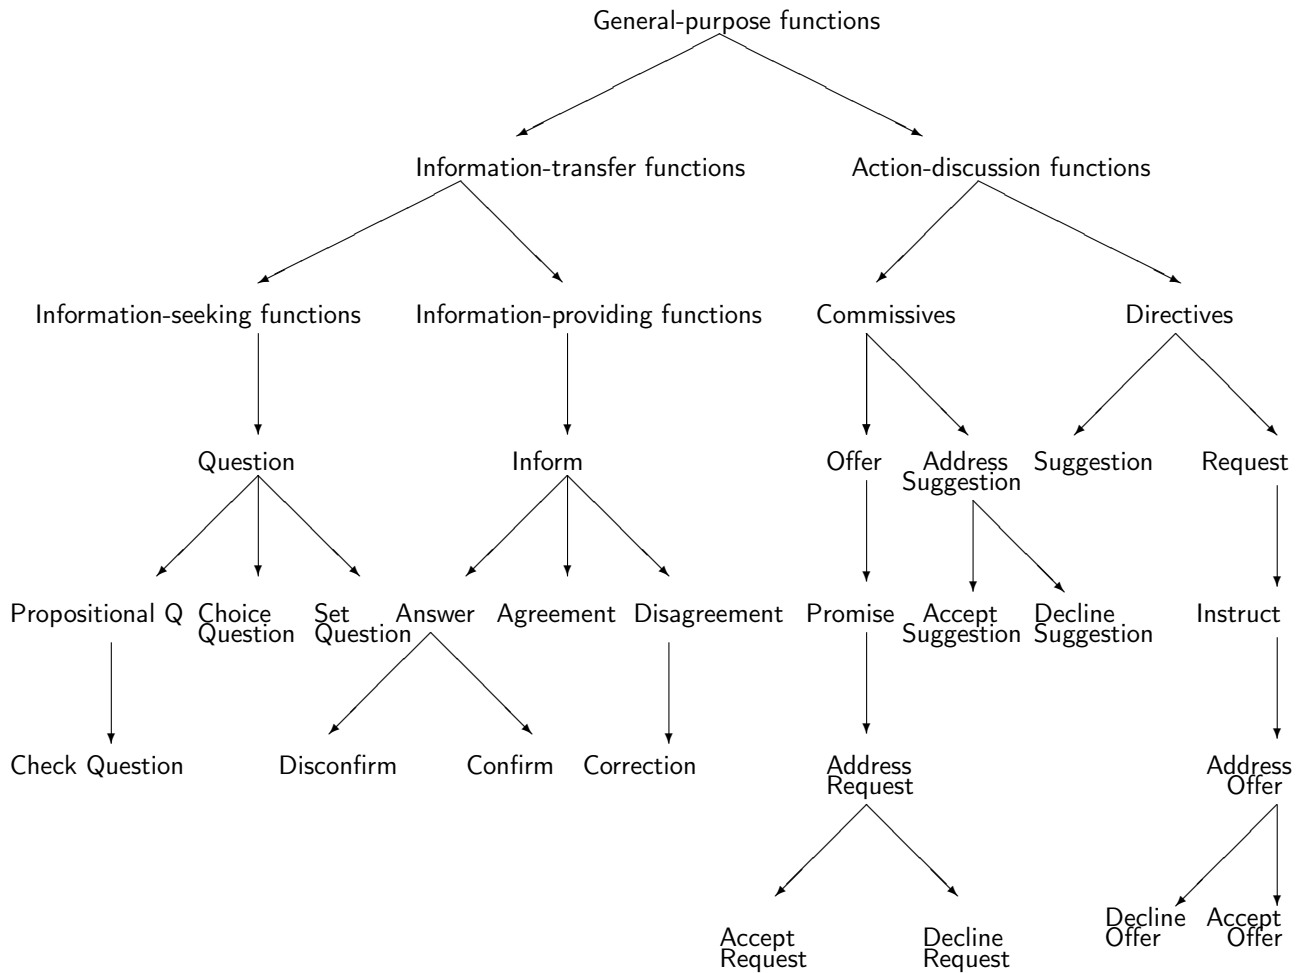 General-purpose functions
Information-transfer functions
Action-discussion functions
Information-seeking functions
Information-providing functions
Commissives
Directives
Question
Inform
Offer
Address
Suggestion
Suggestion
Request
Propositional Q
Choice
Question
Set
Question
Answer
Agreement
Disagreement
Promise
Accept
Suggestion
Decline
Suggestion
Instruct
Check Question
Disconfirm
Confirm
Correction
Address
Request
Address
Offer
Accept
Request
Decline
Request
Decline
Offer
Accept
Offer